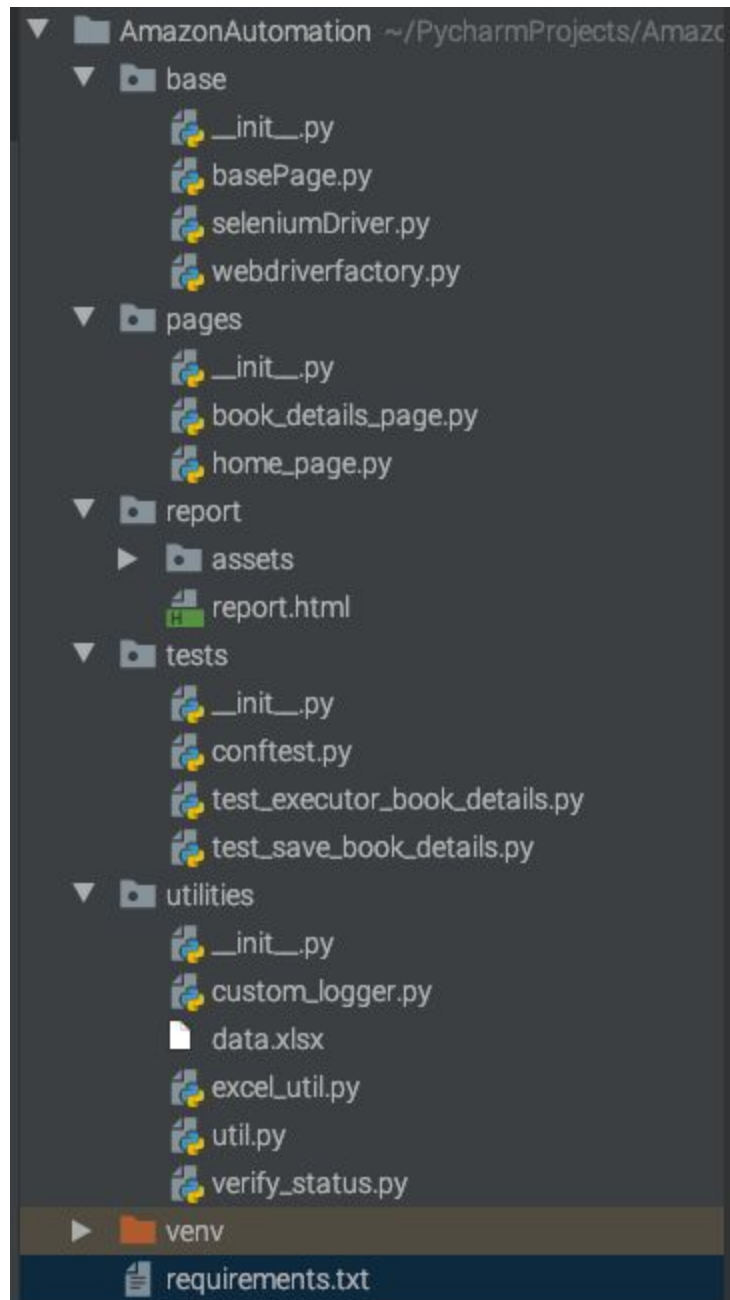 AmazonAutomation ~/PycharmProjects/Amazo
base
__init__.py
basePage.py
seleniumDriver.py
webdriverfactory.py
pages
__init__.py
book_details_page.py
home_page.py
report
assets
H report.html
tests
__init__.py
conftest.py
test_executor_book_details.py
test_save_book_details.py
utilities
__init__.py
custom_logger.py
data.xlsx
excel_util.py
util.py
verify_status.py
venv
requirements.txt